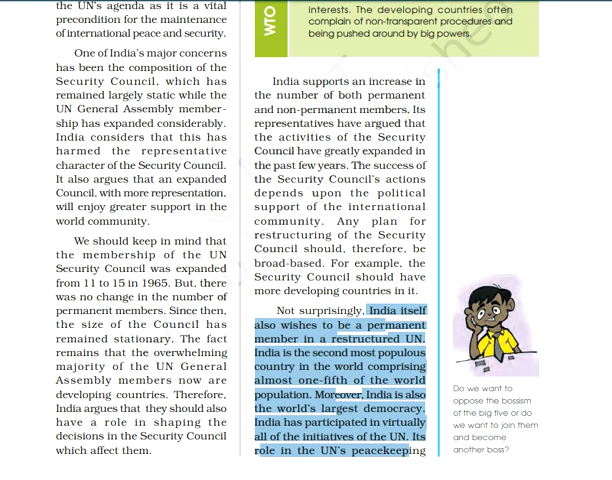 the UN's agenda as it is a vital
precondition for the maintenance
of international peace and security.
One of India's major concerns
has been the composition of the
Security Council, which has
remained largely static while the
UN General Assembly member-
ship has expanded considerably.
India considers that this has
harmed the representative
character of the Security Council.
It also argues that an expanded
Council, with more representation,
will enjoy greater support in the
world community.
We should keep in mind that
the membership of the UN
Security Council was expanded
from 11 to 15 in 1965. But, there
was no change in the number of
permanent members. Since then,
the size of the Council has
remained stationary. The fact
remains that the overwhelming
majority of the UN General
Assembly members now are
developing countries. Therefore,
India argues that they should also
have a role in shaping the
decisions in the Security Council
which affect them.
WTO
interests. The developing countries often
complain of non-transparent procedures and
being pushed around by big powers.
India supports an increase in
the number of both permanent
and non-permanent members. Its
representatives have argued that
the activities of the Security
Council have greatly expanded in
the past few years. The success of
the Security Council's actions
depends upon the political
support of the international
community. Any plan for
restructuring of the Security
Council should, therefore, be
broad-based. For example, the
Security Council should have
more developing countries in it.
Not surprisingly, India itself
also wishes to be a permanent
member in a restructured UN.
India is the second most populous
country in the world comprising
almost one-fifth of the world
population. Moreover, India is also
the world's largest democracy.
India has participated in virtually
all of the initiatives of the UN. Its
role in the UN's peacekeeping
Do we want to
oppose the bossism
of the big five or do
we want to join them
and become
another boss?